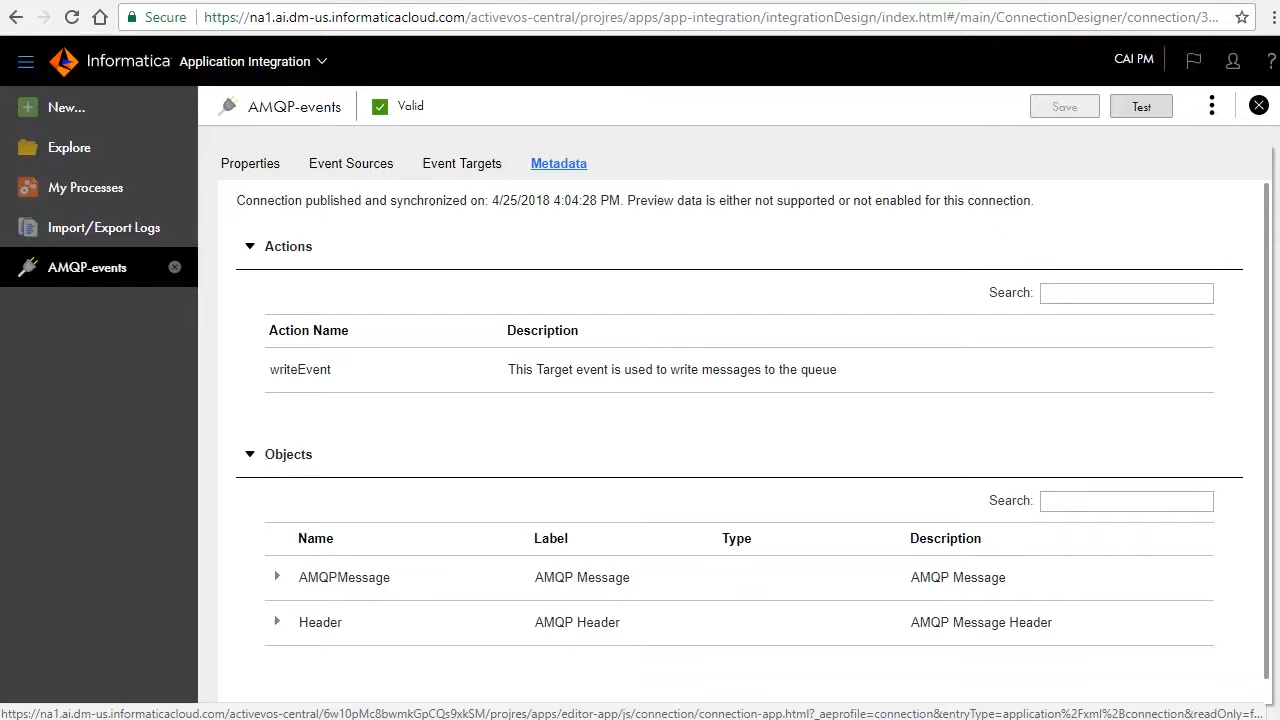 Secure https://na1.ai.dm-us.informaticacloud.com/activevos-central/projres/apps/app-integration/integrationDesign/index.html#/main/ConnectionDesigner/connection/3...
Informatica Application Integration CAI PM ?
New...
Explore
My Processes
Import/Export Logs
AMQP-events
AMQP-events Valid Save Test
Properties Event Sources Event Targets Metadata
Connection published and synchronized on: 4/25/2018 4:04:28 PM. Preview data is either not supported or not enabled for this connection.
Actions
Search:
Action Name Description
writeEvent This Target event is used to write messages to the queue
Objects
Search:
Name Label Type Description
AMQPMessage AMQP Message AMQP Message
Header AMQP Header AMQP Message Header
https://na1.ai.dm-us.informaticacloud.com/activevos-central/6w10pMc8bwmkGpCQs9xkSM/projres/apps/editor-app/js/connection/connection-app.html?_aeprofile=connection&entryType=application%2Fxml%2Bconnection&readOnly=f...